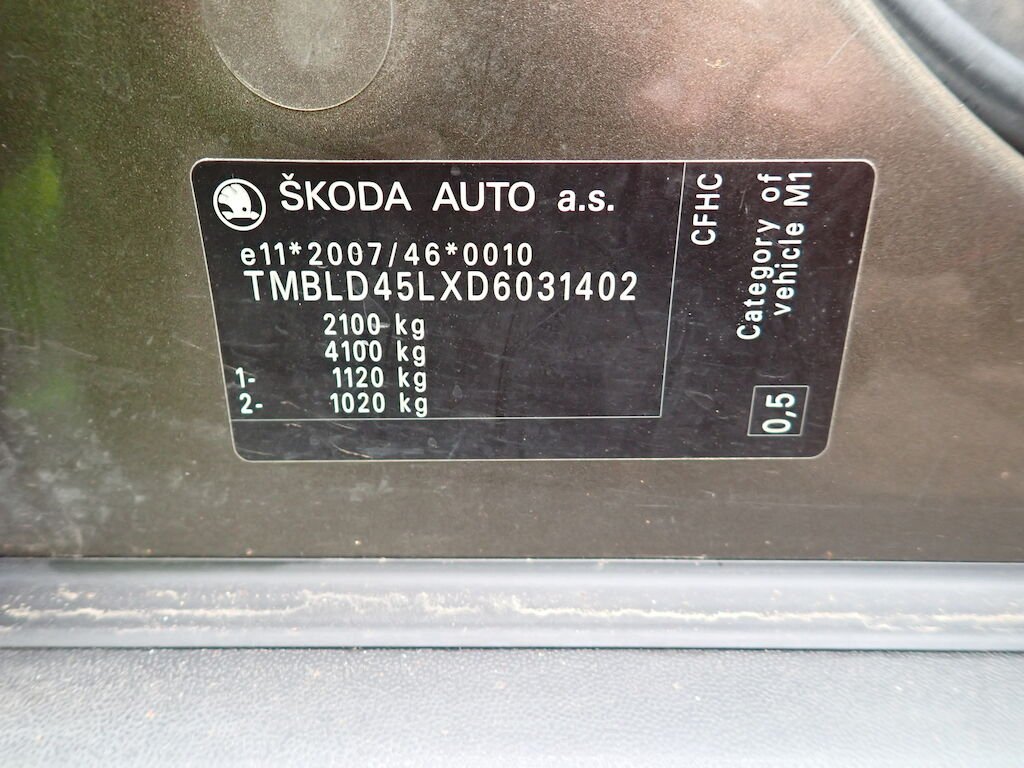 ŠKODA AUTO a.s.
e11*2007/46*0010
TMBLD45LXD6031402
2100 kg
4100 kg
1- 1120 kg
2- 1020 kg
CFHC
Category of
vehicle M1
0,5